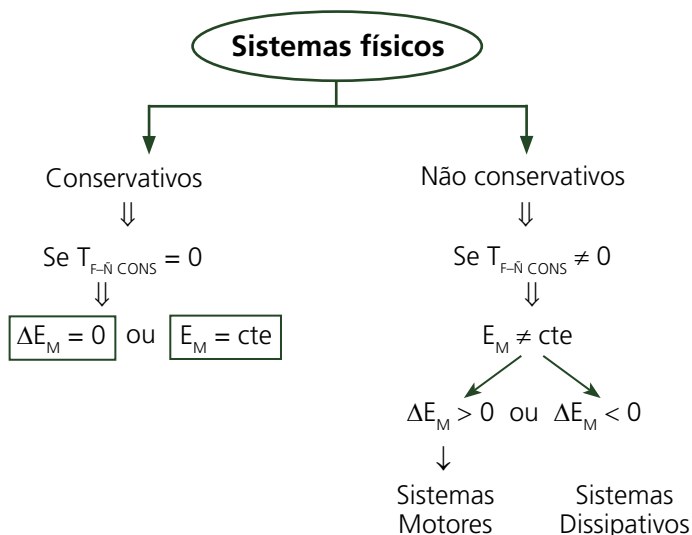 Sistemas físicos
Conservativos
⇓
Se T_F–Ñ CONS = 0
⇓
ΔE_M = 0 ou E_M = cte
Não conservativos
⇓
Se T_F–Ñ CONS ≠ 0
⇓
E_M ≠ cte
ΔE_M > 0 ou ΔE_M < 0
↓
Sistemas
Motores
Sistemas
Dissipativos